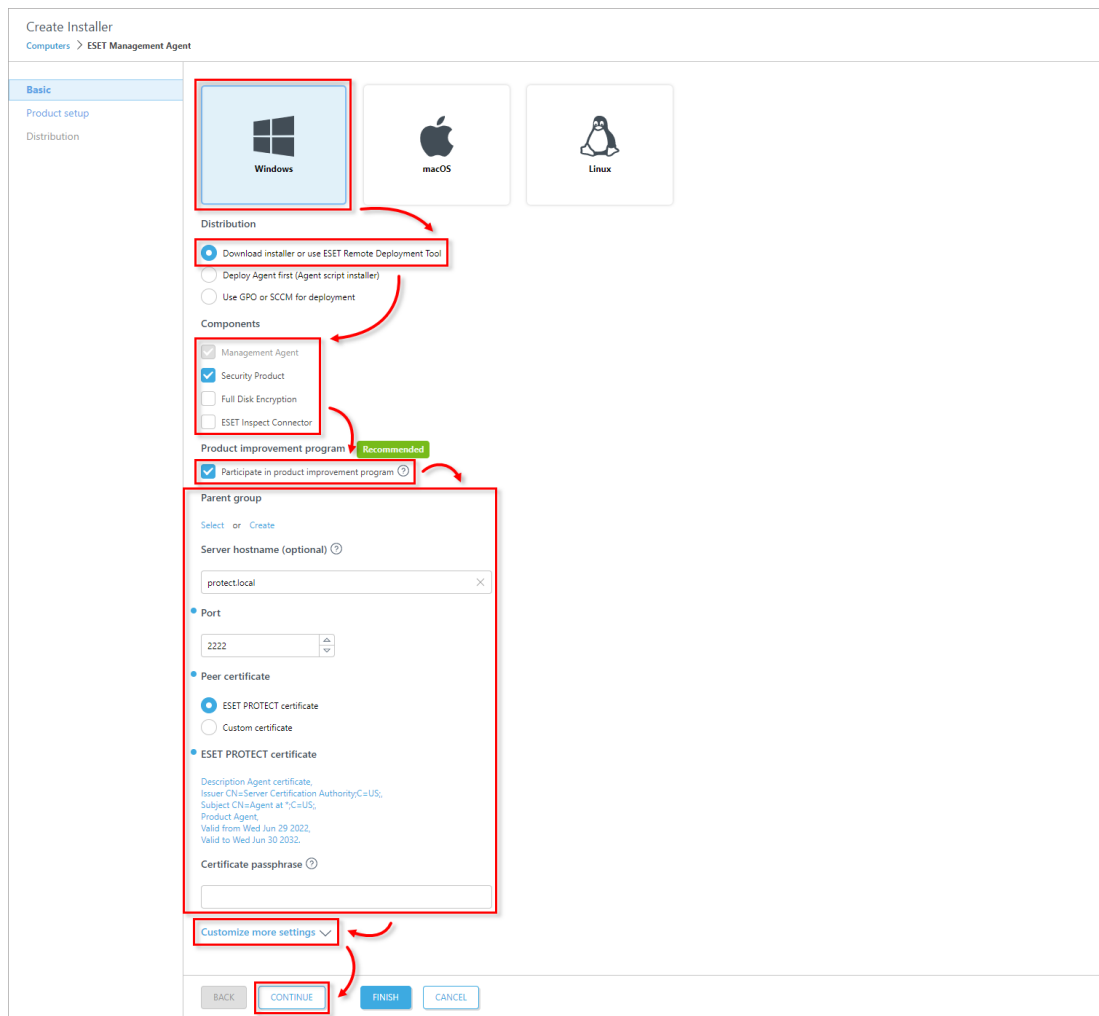 Create Installer
Computers > ESET Management Agent
Basic
Product setup
Distribution
Windows
macOS
Linux
Distribution
Download installer or use ESET Remote Deployment Tool
Deploy Agent first (Agent script installer)
Use GPO or SCCM for deployment
Components
Management Agent
Security Product
Full Disk Encryption
ESET Inspect Connector
Product improvement program Recommended
Participate in product improvement program ?
Parent group
Select or Create
Server hostname (optional) ?
protect.local
Port
2222
Peer certificate
ESET PROTECT certificate
Custom certificate
ESET PROTECT certificate
Description Agent certificate,
Issuer CN=Server Certification Authority;C=US;,
Subject CN=Agent at *;C=US;,
Product Agent,
Valid from Wed Jun 29 2022,
Valid to Wed Jun 30 2032.
Certificate passphrase ?
Customize more settings
BACK CONTINUE FINISH CANCEL